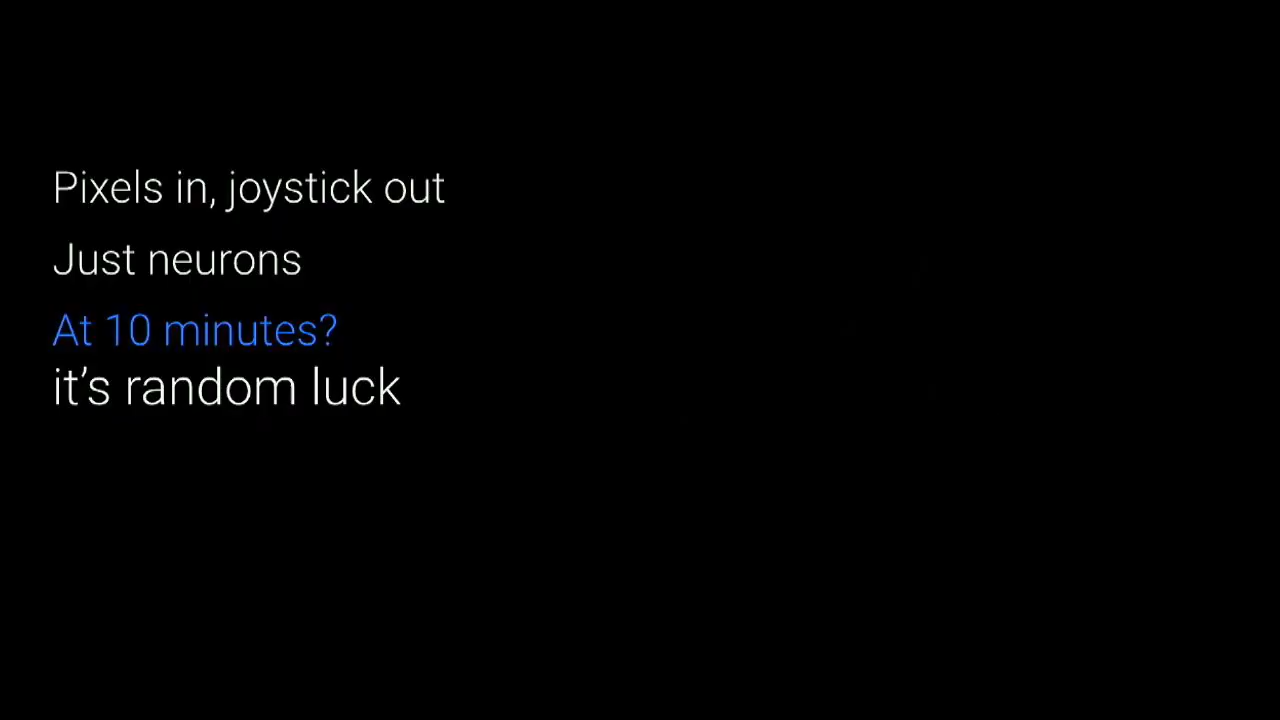 Pixels in, joystick out
Just neurons
At 10 minutes?
it’s random luck